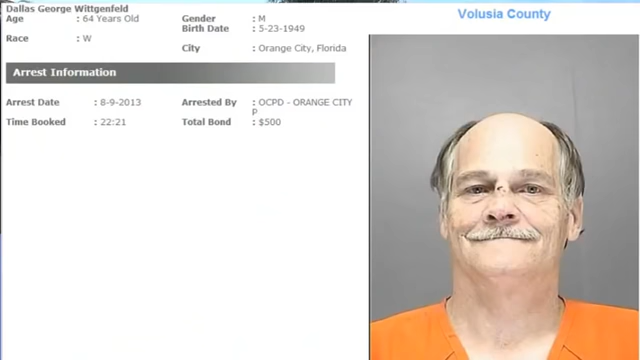 Dallas George Wittgenfeld
Age : 64 Years Old
Gender : M
Birth Date : 5-23-1949
Race : W
City : Orange City, Florida
Arrest Information
Arrest Date : 8-9-2013
Arrested By : OCPD - ORANGE CITY
P
Time Booked : 22:21
Total Bond : $500
Volusia County